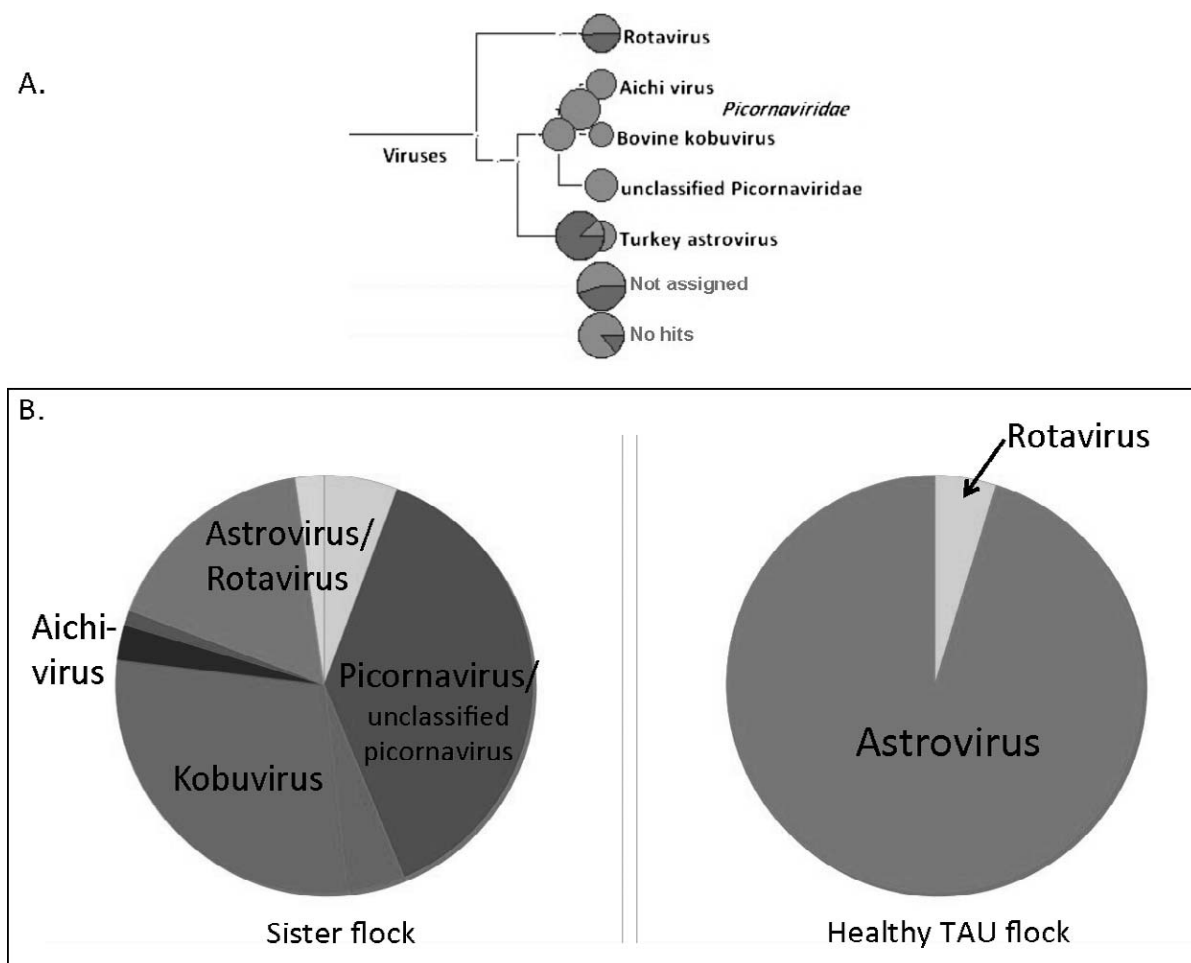 A.
Rotavirus
Aichi virus
Picornaviridae
Bovine kobuvirus
Viruses
unclassified Picornaviridae
Turkey astrovirus
Not assigned
No hits
B.
Astrovirus/
Rotavirus
Aichi-
virus
Picornavirus/
unclassified
picornavirus
Kobuvirus
Sister flock
Rotavirus
Astrovirus
Healthy TAU flock